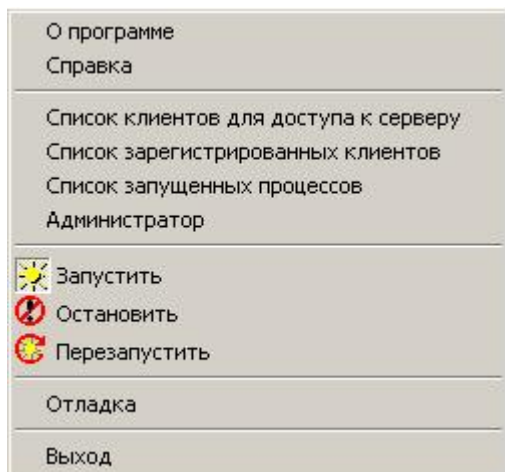 О программе
Справка
Список клиентов для доступа к серверу
Список зарегистрированных клиентов
Список запущенных процессов
Администратор
Запустить
Остановить
Перезапустить
Отладка
Выход